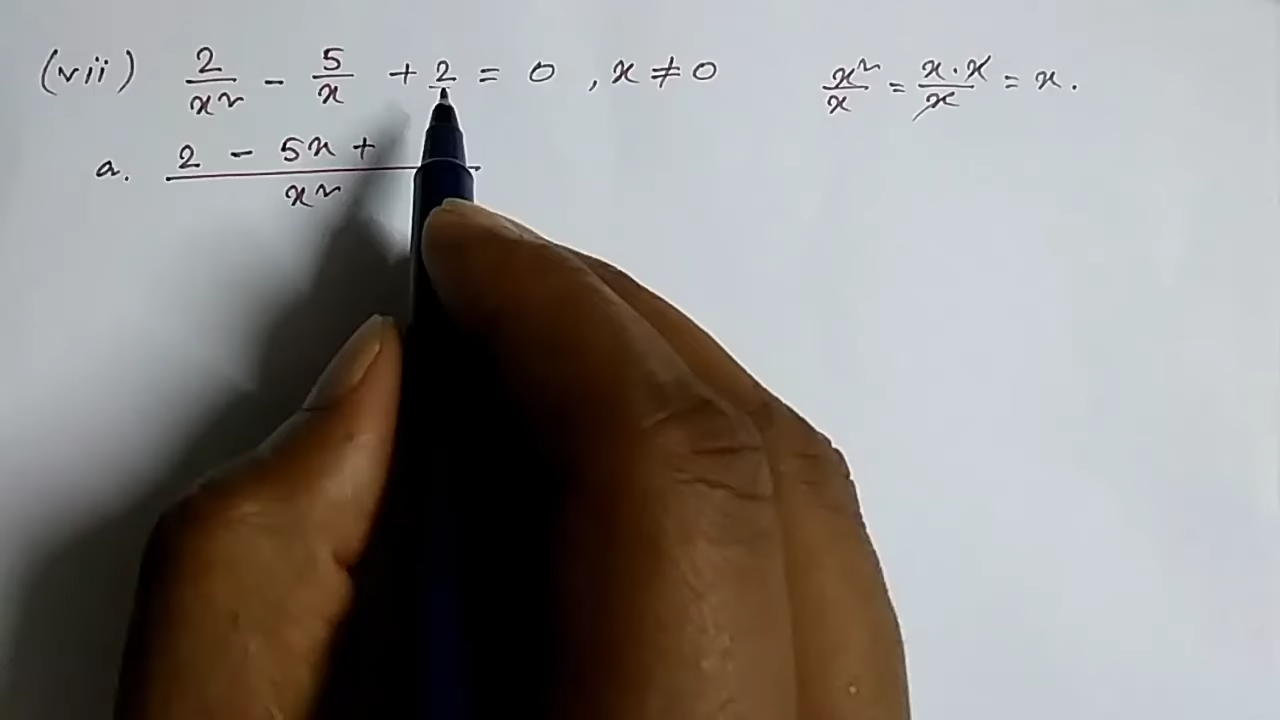 (vii) 2/x² - 5/x + 2 = 0 , x ≠ 0
x²/x = x·x/x = x.
a. 2 - 5x + / x²